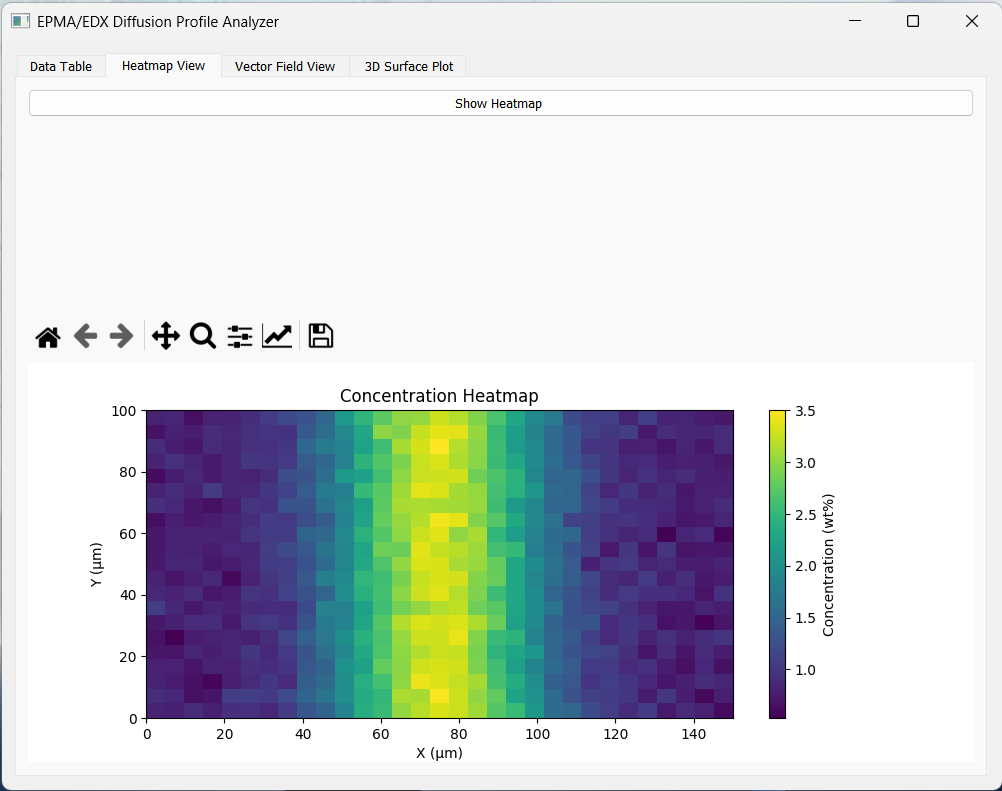 EPMA/EDX Diffusion Profile Analyzer
Data Table Heatmap View Vector Field View 3D Surface Plot
Show Heatmap
Concentration Heatmap
100
80
60
40
20
0
Y (μm)
0 20 40 60 80 100 120 140
X (μm)
3.5
3.0
2.5
2.0
1.5
1.0
Concentration (wt%)